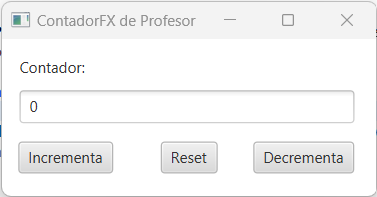 ContadorFX de Profesor
Contador:
0
Incrementa Reset Decrementa